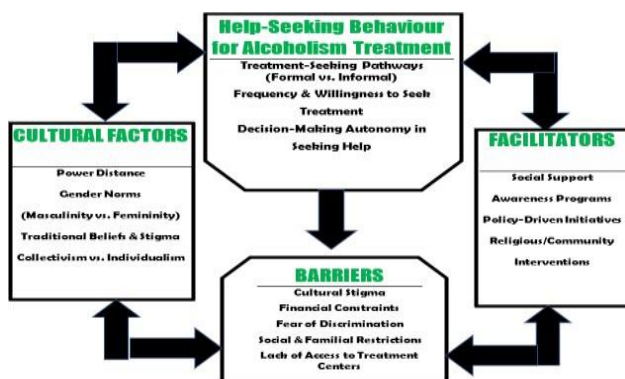 Help-Seeking Behaviour
for Alcoholism Treatment
Treatment-Seeking Pathways
(Formal vs. Informal)
Frequency & Willingness to Seek
Treatment
Decision-Making Autonomy in
Seeking Help
CULTURAL FACTORS
Power Distance
Gender Norms
(Masculinity vs. Femininity)
Traditional Beliefs & Stigma
Collectivism vs. Individualism
FACILITATORS
Social Support
Awareness Programs
Policy-Driven Initiatives
Religious/Community
Interventions
BARRIERS
Cultural Stigma
Financial Constraints
Fear of Discrimination
Social & Familial Restrictions
Lack of Access to Treatment
Centers